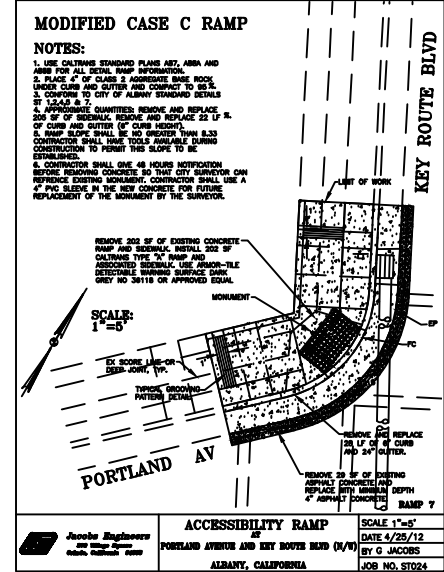 MODIFIED CASE C RAMP
NOTES:
1. USE CALTRANS STANDARD PLANS A87, A88A AND
A88B FOR ALL DETAIL RAMP INFORMATION.
2. PLACE 4" OF CLASS 2 AGGREGATE BASE ROCK
UNDER CURB AND GUTTER AND COMPACT TO 95 %.
3. CONFORM TO CITY OF ALBANY STANDARD DETAILS
ST 1,2,4,5 & 7.
4. APPROXIMATE QUANTITIES: REMOVE AND REPLACE
205 SF OF SIDEWALK. REMOVE AND REPLACE 22 LF
OF CURB AND GUTTER (6" CURB HEIGHT).
5. RAMP SLOPE SHALL BE NO GREATER THAN 8.33 %.
CONTRACTOR SHALL HAVE TOOLS AVAILABLE DURING
CONSTRUCTION TO PERMIT THIS SLOPE TO BE
ESTABLISHED.
6. CONTRACTOR SHALL GIVE 48 HOURS NOTIFICATION
BEFORE REMOVING CONCRETE SO THAT CITY SURVEYOR CAN
REFERENCE EXISTING MONUMENT. CONTRACTOR SHALL USE A
4" PVC SLEEVE IN THE NEW CONCRETE FOR FUTURE
REPLACEMENT OF THE MONUMENT BY THE SURVEYOR.
KEY ROUTE BLVD
LIMIT OF WORK
REMOVE 202 SF OF EXISTING CONCRETE
RAMP AND SIDEWALK. INSTALL 202 SF
CALTRANS TYPE "A" RAMP AND
ASSOCIATED SIDEWALK. USE ARMOR-TILE
DETECTABLE WARNING SURFACE DARK
GREY NO 36118 OR APPROVED EQUAL
MONUMENT
SCALE:
1"=5'
EP
FC
EX SCORE LINE OR
DEEP JOINT, TYP.
TYPICAL GROOVING
PATTERN DETAIL
REMOVE AND REPLACE
28 LF OF 6" CURB
AND 24" GUTTER.
PORTLAND AV
REMOVE 29 SF OF EXISTING
ASPHALT CONCRETE AND
REPLACE WITH MINIMUM DEPTH
4" ASPHALT CONCRETE
RAMP 7
Jacobs Engineers
Village Square
California
ACCESSIBILITY RAMP
AT
PORTLAND AVENUE AND KEY ROUTE BLVD (N/W)
ALBANY, CALIFORNIA
SCALE 1"=5'
DATE 4/25/12
BY G JACOBS
JOB NO. ST024